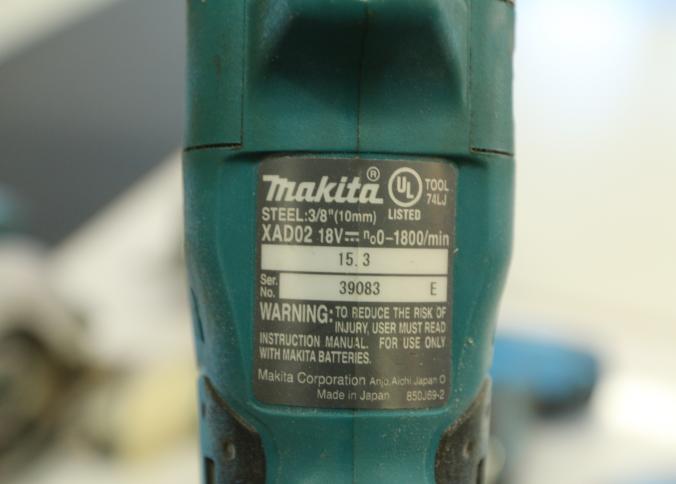 makita® UL TOOL 74LJ
STEEL:3/8"(10mm) LISTED
XAD02 18V⎓ n₀0-1800/min
15.3
Ser. No. 39083 E
WARNING: TO REDUCE THE RISK OF
INJURY, USER MUST READ
INSTRUCTION MANUAL. FOR USE ONLY
WITH MAKITA BATTERIES.
Makita Corporation Anjo, Aichi Japan O
Made in Japan 850J69-2